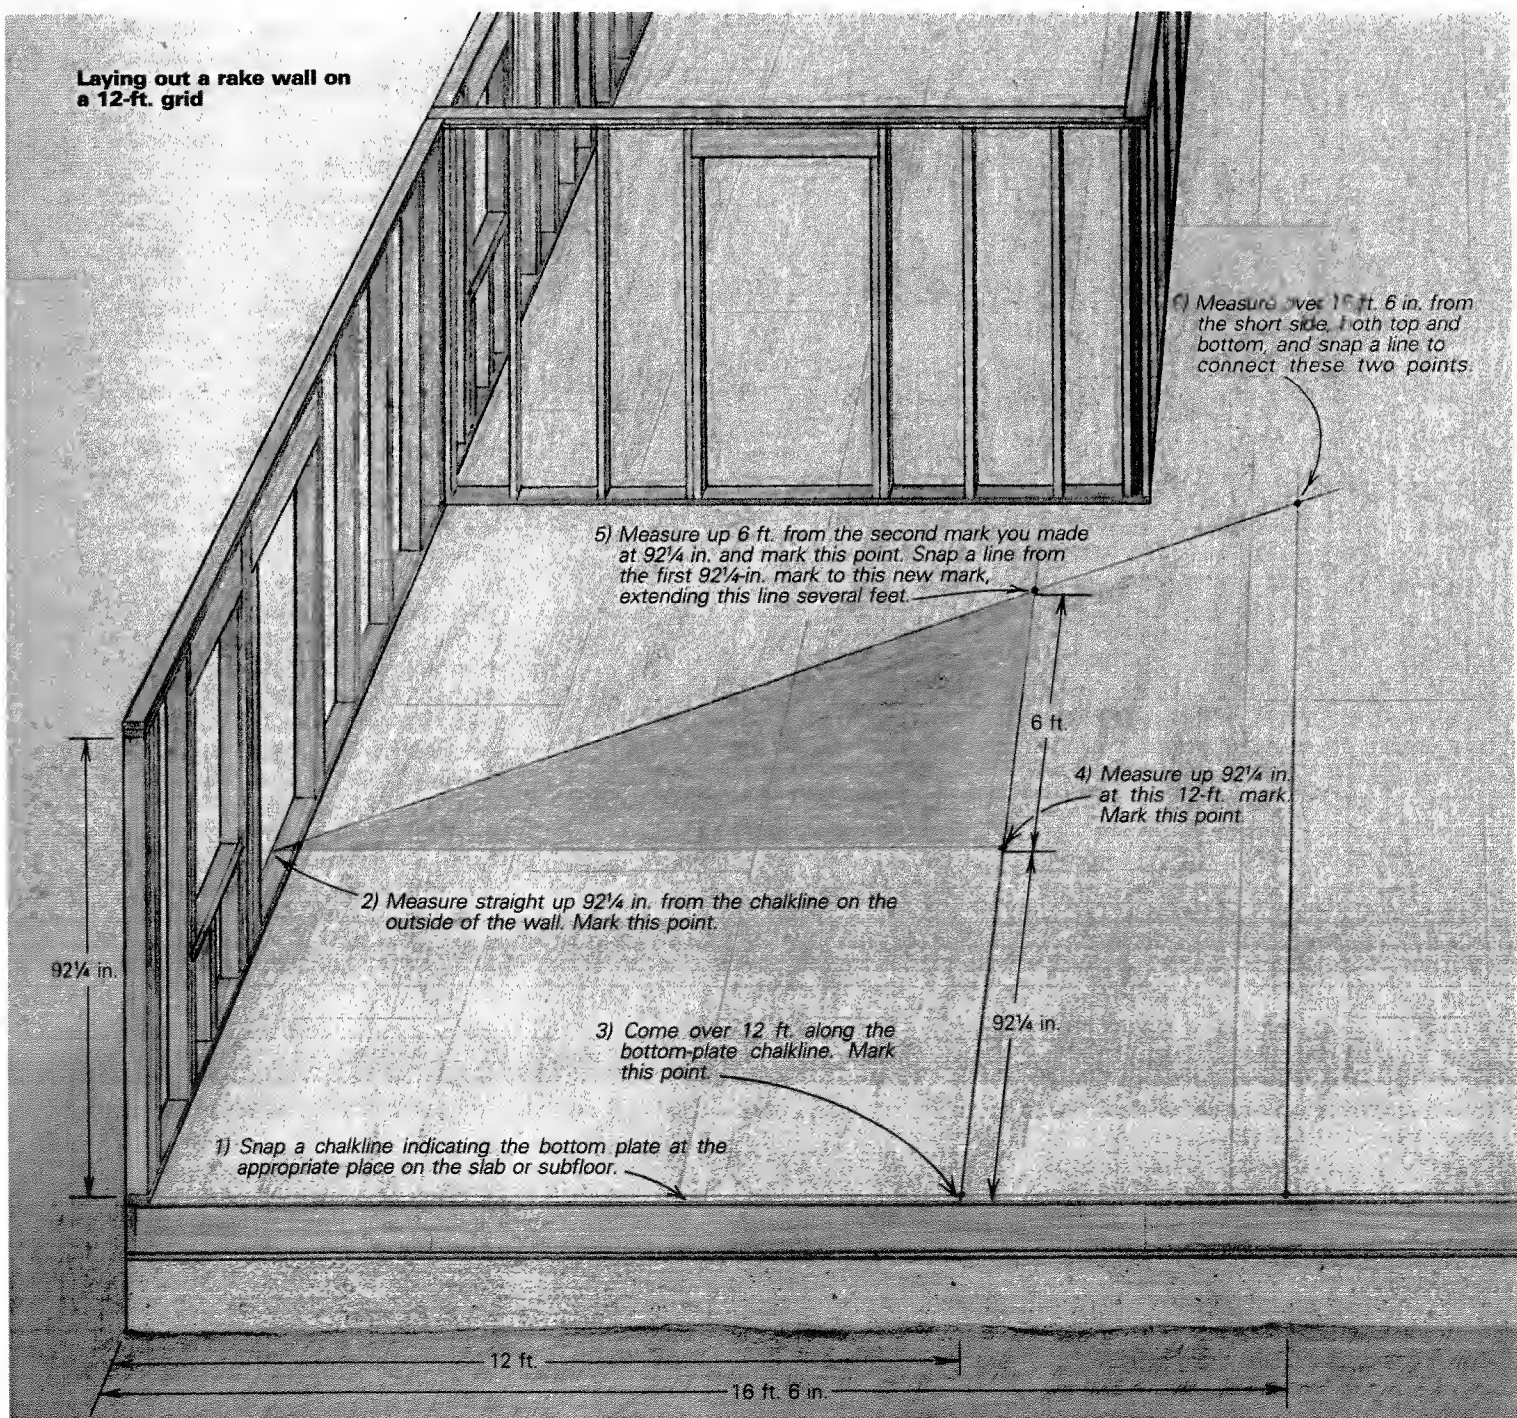 Laying out a rake wall on
a 12-ft. grid
Measure over ft. 6 in. from
the short side, both top and
bottom, and snap a line to
connect these two points.
5) Measure up 6 ft. from the second mark you made
at 92¼ in. and mark this point. Snap a line from
the first 92¼-in. mark to this new mark,
extending this line several feet.
6 ft.
4) Measure up 92¼ in.
at this 12-ft. mark.
Mark this point.
2) Measure straight up 92¼ in. from the chalkline on the
outside of the wall. Mark this point.
92¼ in.
3) Come over 12 ft. along the
bottom-plate chalkline. Mark
this point.
92¼ in.
1) Snap a chalkline indicating the bottom plate at the
appropriate place on the slab or subfloor.
12 ft.
16 ft. 6 in.